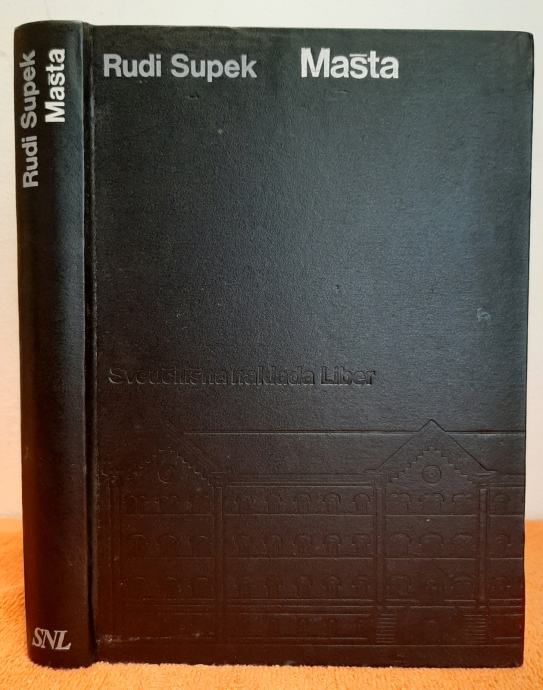 Rudi Supek Mašta
Rudi Supek Mašta
Sveučilišna naklada Liber
SNL